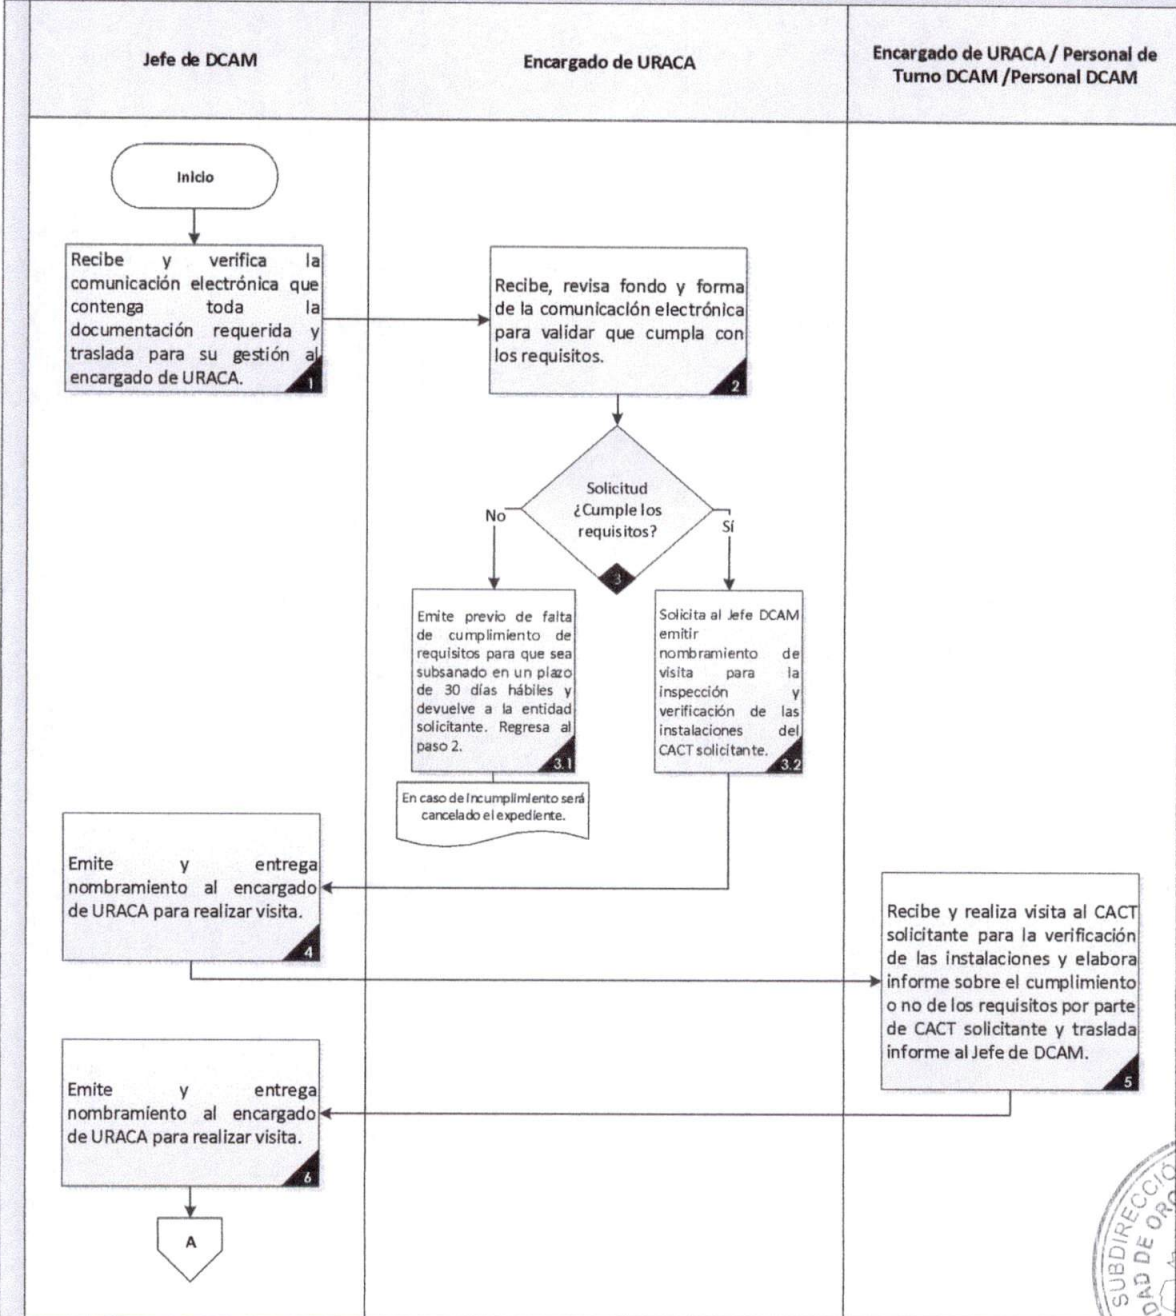 Jefe de DCAM
Encargado de URACA
Encargado de URACA / Personal de
Turno DCAM /Personal DCAM
Inicio
Recibe y verifica la
comunicación electrónica que
contenga toda la
documentación requerida y
traslada para su gestión al
encargado de URACA.
1
Recibe, revisa fondo y forma
de la comunicación electrónica
para validar que cumpla con
los requisitos.
2
Solicitud
¿Cumple los
requisitos?
3
No
Sí
Emite previo de falta
de cumplimiento de
requisitos para que sea
subsanado en un plazo
de 30 días hábiles y
devuelve a la entidad
solicitante. Regresa al
paso 2.
3.1
En caso de incumplimiento será
cancelado el expediente.
Solicita al Jefe DCAM
emitir
nombramiento de
visita para la
inspección y
verificación de las
instalaciones del
CACT solicitante.
3.2
Emite y entrega
nombramiento al encargado
de URACA para realizar visita.
4
Recibe y realiza visita al CACT
solicitante para la verificación
de las instalaciones y elabora
informe sobre el cumplimiento
o no de los requisitos por parte
de CACT solicitante y traslada
informe al Jefe de DCAM.
5
Emite y entrega
nombramiento al encargado
de URACA para realizar visita.
6
A
SUBDIRECCIÓ
DAD DE